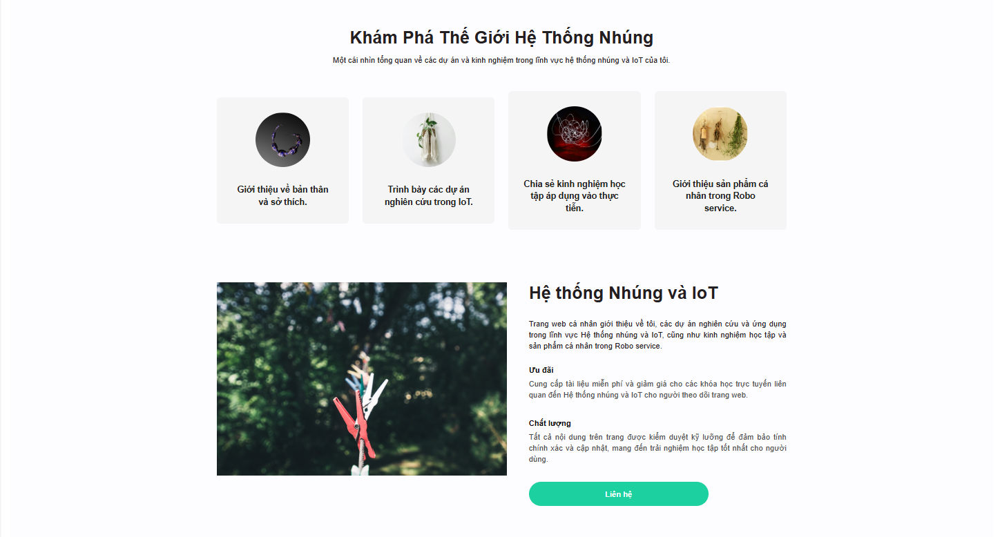 Khám Phá Thế Giới Hệ Thống Nhúng
Một cái nhìn tổng quan về các dự án và kinh nghiệm trong lĩnh vực hệ thống nhúng và IoT của tôi.
Giới thiệu về bản thân
và sở thích.
Trình bày các dự án
nghiên cứu trong IoT.
Chia sẻ kinh nghiệm học
tập áp dụng vào thực
tiễn.
Giới thiệu sản phẩm cá
nhân trong Robo
service.
Hệ thống Nhúng và IoT
Trang web cá nhân giới thiệu về tôi, các dự án nghiên cứu và ứng dụng
trong lĩnh vực Hệ thống nhúng và IoT, cũng như kinh nghiệm học tập và
sản phẩm cá nhân trong Robo service.
Ưu đãi
Cung cấp tài liệu miễn phí và giảm giá cho các khóa học trực tuyến liên
quan đến Hệ thống nhúng và IoT cho người theo dõi trang web.
Chất lượng
Tất cả nội dung trên trang được kiểm duyệt kỹ lưỡng để đảm bảo tính
chính xác và cập nhật, mang đến trải nghiệm học tập tốt nhất cho người
dùng.
Liên hệ